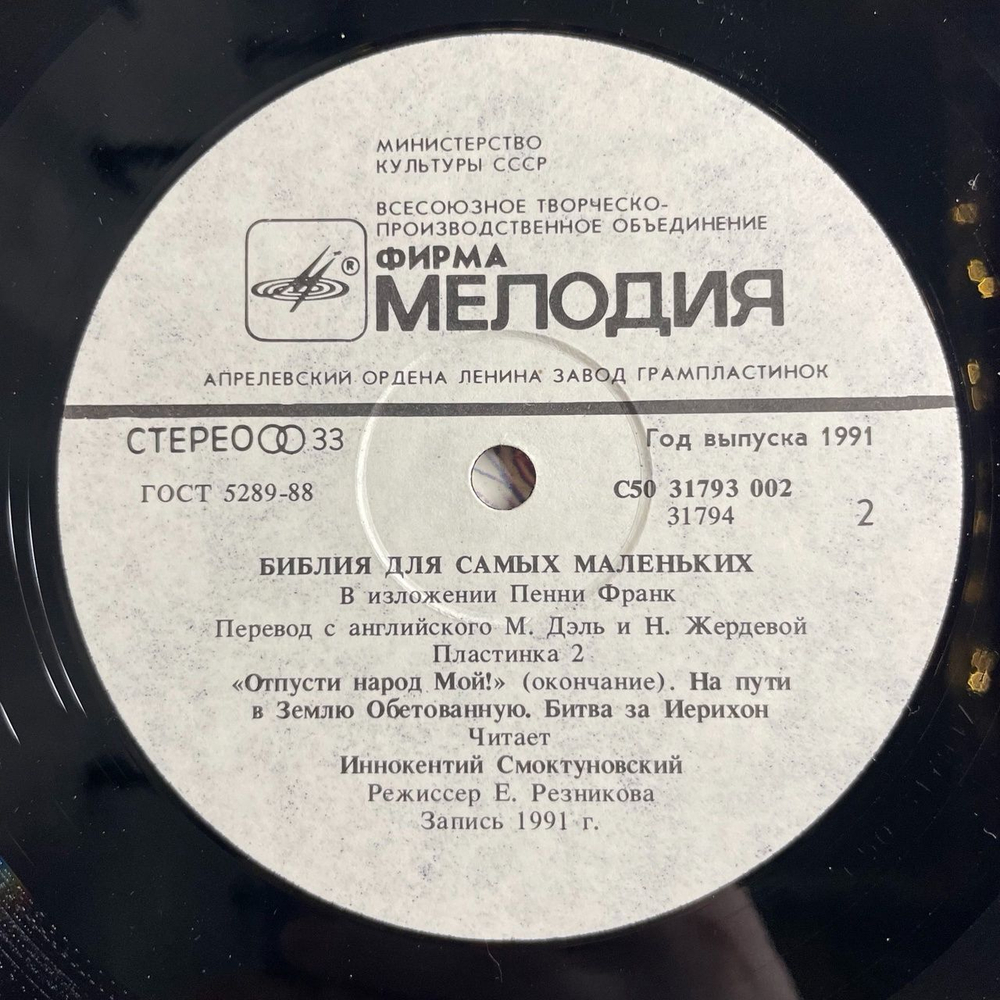 МИНИСТЕРСТВО
КУЛЬТУРЫ СССР
ВСЕСОЮЗНОЕ ТВОРЧЕСКО-
ПРОИЗВОДСТВЕННОЕ ОБЪЕДИНЕНИЕ
ФИРМА
®
МЕЛОДИЯ
АПРЕЛЕВСКИЙ ОРДЕНА ЛЕНИНА ЗАВОД ГРАМПЛАСТИНОК
СТЕРЕО 33
Год выпуска 1991
ГОСТ 5289-88
С50 31793 002
31794
2
БИБЛИЯ ДЛЯ САМЫХ МАЛЕНЬКИХ
В изложении Пенни Франк
Перевод с английского М. Дэль и Н. Жердевой
Пластинка 2
«Отпусти народ Мой!» (окончание). На пути
в Землю Обетованную. Битва за Иерихон
Читает
Иннокентий Смоктуновский
Режиссер Е. Резникова
Запись 1991 г.